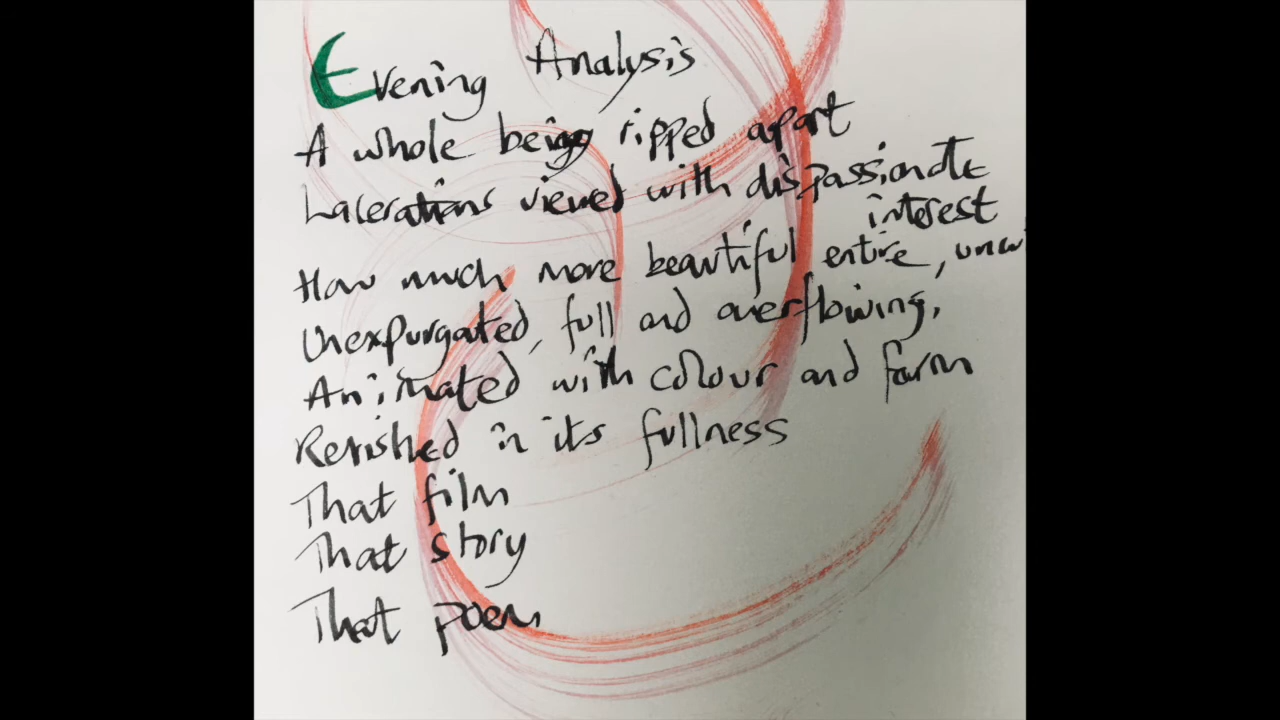 Evening Analysis
A whole being ripped apart
Lacerations viewed with dispassionate
interest
How much more beautiful entire,
Unexpurgated, full and overflowing,
Animated with colour and form
in its fullness
That film
That story
That poem